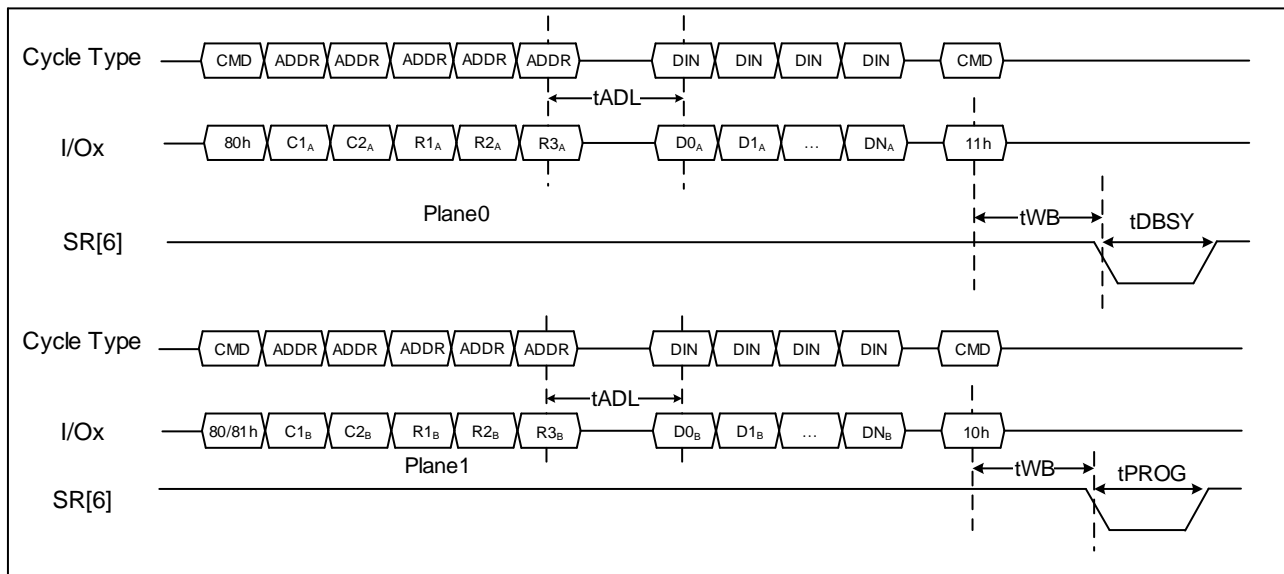 Cycle Type CMD ADDR ADDR ADDR ADDR ADDR DIN DIN DIN DIN CMD
tADL
I/Ox 80h C1A C2A R1A R2A R3A D0A D1A ... DNA 11h
Plane0 tWB tDBSY
SR[6]
Cycle Type CMD ADDR ADDR ADDR ADDR ADDR DIN DIN DIN DIN CMD
tADL
I/Ox 80/81h C1B C2B R1B R2B R3B D0B D1B ... DNB 10h
Plane1 tWB tPROG
SR[6]